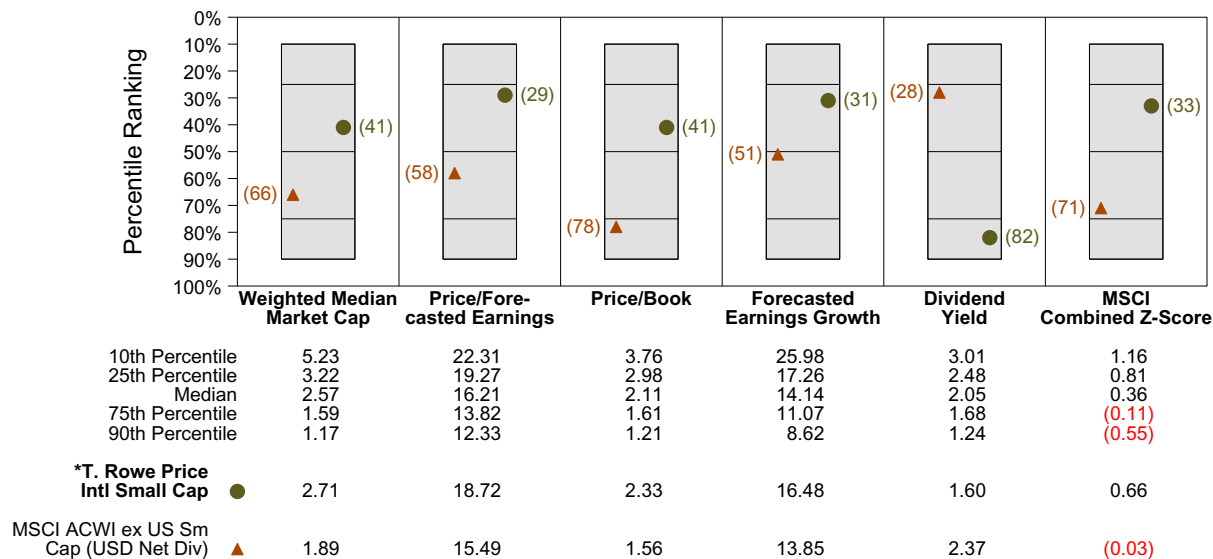 Percentile Ranking
0%
10%
20%
30%
40%
50%
60%
70%
80%
90%
100%
(41)
(66)
(29)
(58)
(41)
(78)
(31)
(51)
(28)
(82)
(33)
(71)
Weighted Median
Market Cap
Price/Fore-
casted Earnings
Price/Book
Forecasted
Earnings Growth
Dividend
Yield
MSCI
Combined Z-Score
10th Percentile 5.23 22.31 3.76 25.98 3.01 1.16
25th Percentile 3.22 19.27 2.98 17.26 2.48 0.81
Median 2.57 16.21 2.11 14.14 2.05 0.36
75th Percentile 1.59 13.82 1.61 11.07 1.68 (0.11)
90th Percentile 1.17 12.33 1.21 8.62 1.24 (0.55)
*T. Rowe Price
Intl Small Cap 2.71 18.72 2.33 16.48 1.60 0.66
MSCI ACWI ex US Sm
Cap (USD Net Div) 1.89 15.49 1.56 13.85 2.37 (0.03)